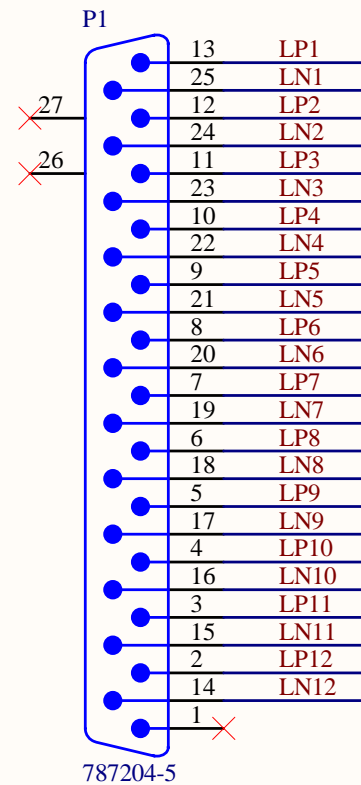 P1
13 LP1
25 LN1
27
12 LP2
24 LN2
26
11 LP3
23 LN3
10 LP4
22 LN4
9 LP5
21 LN5
8 LP6
20 LN6
7 LP7
19 LN7
6 LP8
18 LN8
5 LP9
17 LN9
4 LP10
16 LN10
3 LP11
15 LN11
2 LP12
14 LN12
1
787204-5